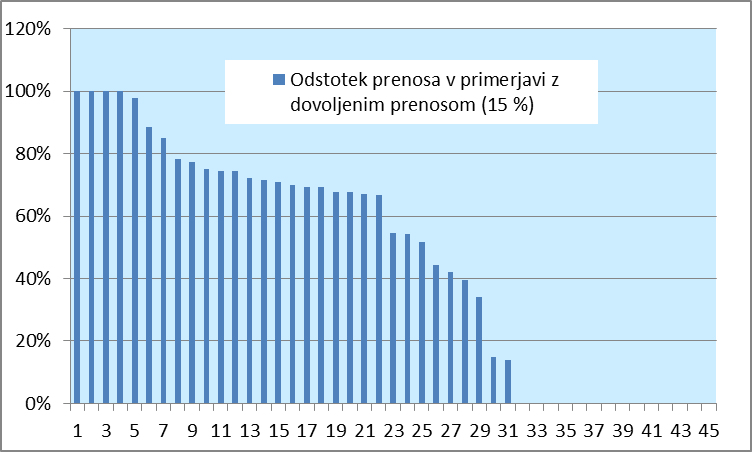 120%
100%
80%
60%
40%
20%
0%
Odstotek prenosa v primerjavi z
dovoljenim prenosom (15 %)
1 3 5 7 9 11 13 15 17 19 21 23 25 27 29 31 33 35 37 39 41 43 45